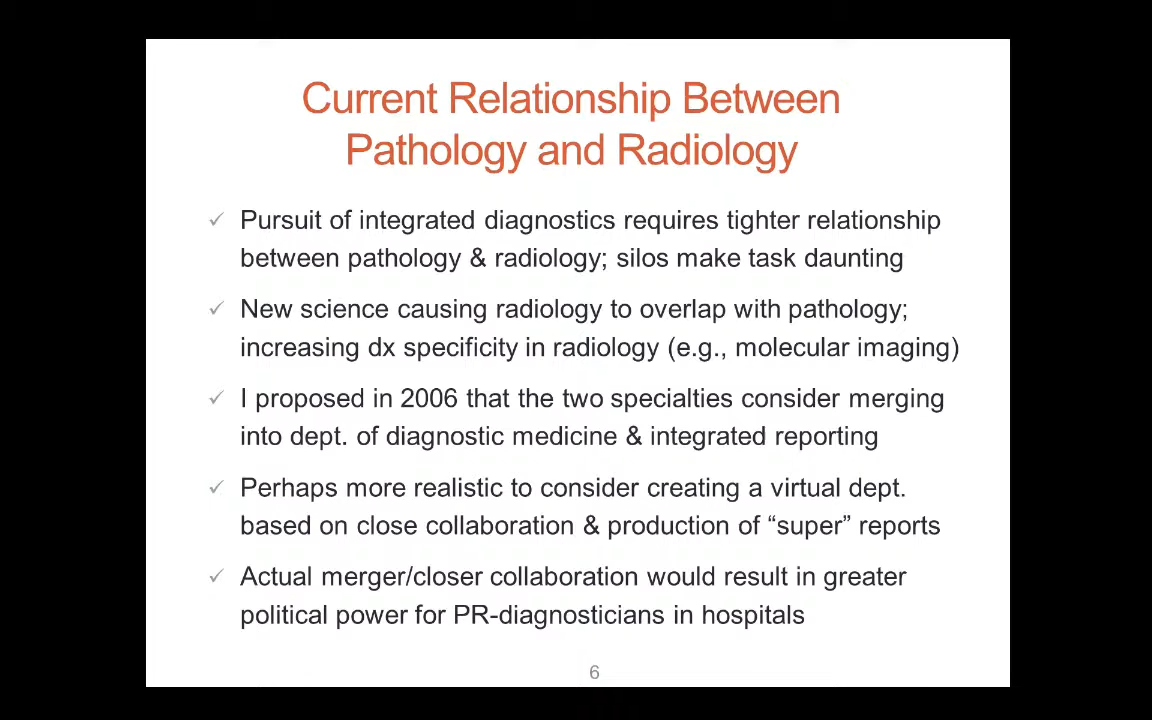 Current Relationship Between
Pathology and Radiology
✓ Pursuit of integrated diagnostics requires tighter relationship
between pathology & radiology; silos make task daunting
✓ New science causing radiology to overlap with pathology;
increasing dx specificity in radiology (e.g., molecular imaging)
✓ I proposed in 2006 that the two specialties consider merging
into dept. of diagnostic medicine & integrated reporting
✓ Perhaps more realistic to consider creating a virtual dept.
based on close collaboration & production of “super” reports
✓ Actual merger/closer collaboration would result in greater
political power for PR-diagnosticians in hospitals
6